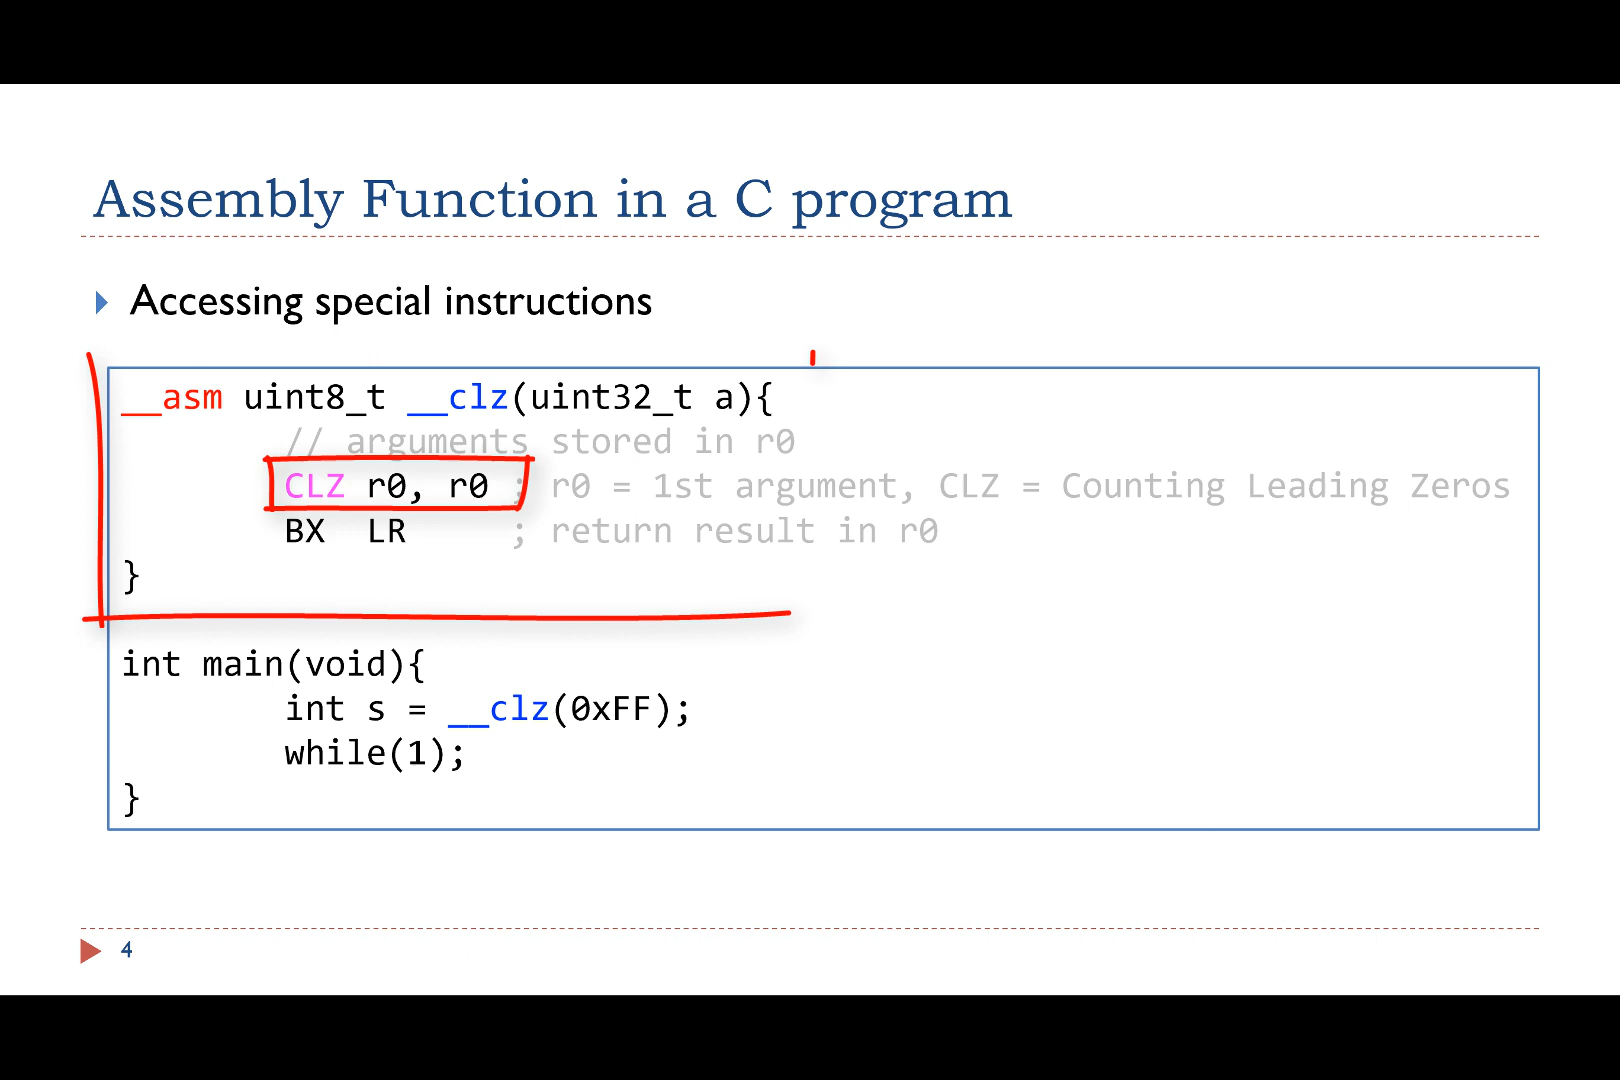 Assembly Function in a C program
Accessing special instructions
__asm uint8_t __clz(uint32_t a){
// arguments stored in r0
CLZ r0, r0 ; r0 = 1st argument, CLZ = Counting Leading Zeros
BX LR ; return result in r0
}
int main(void){
int s = __clz(0xFF);
while(1);
}
4